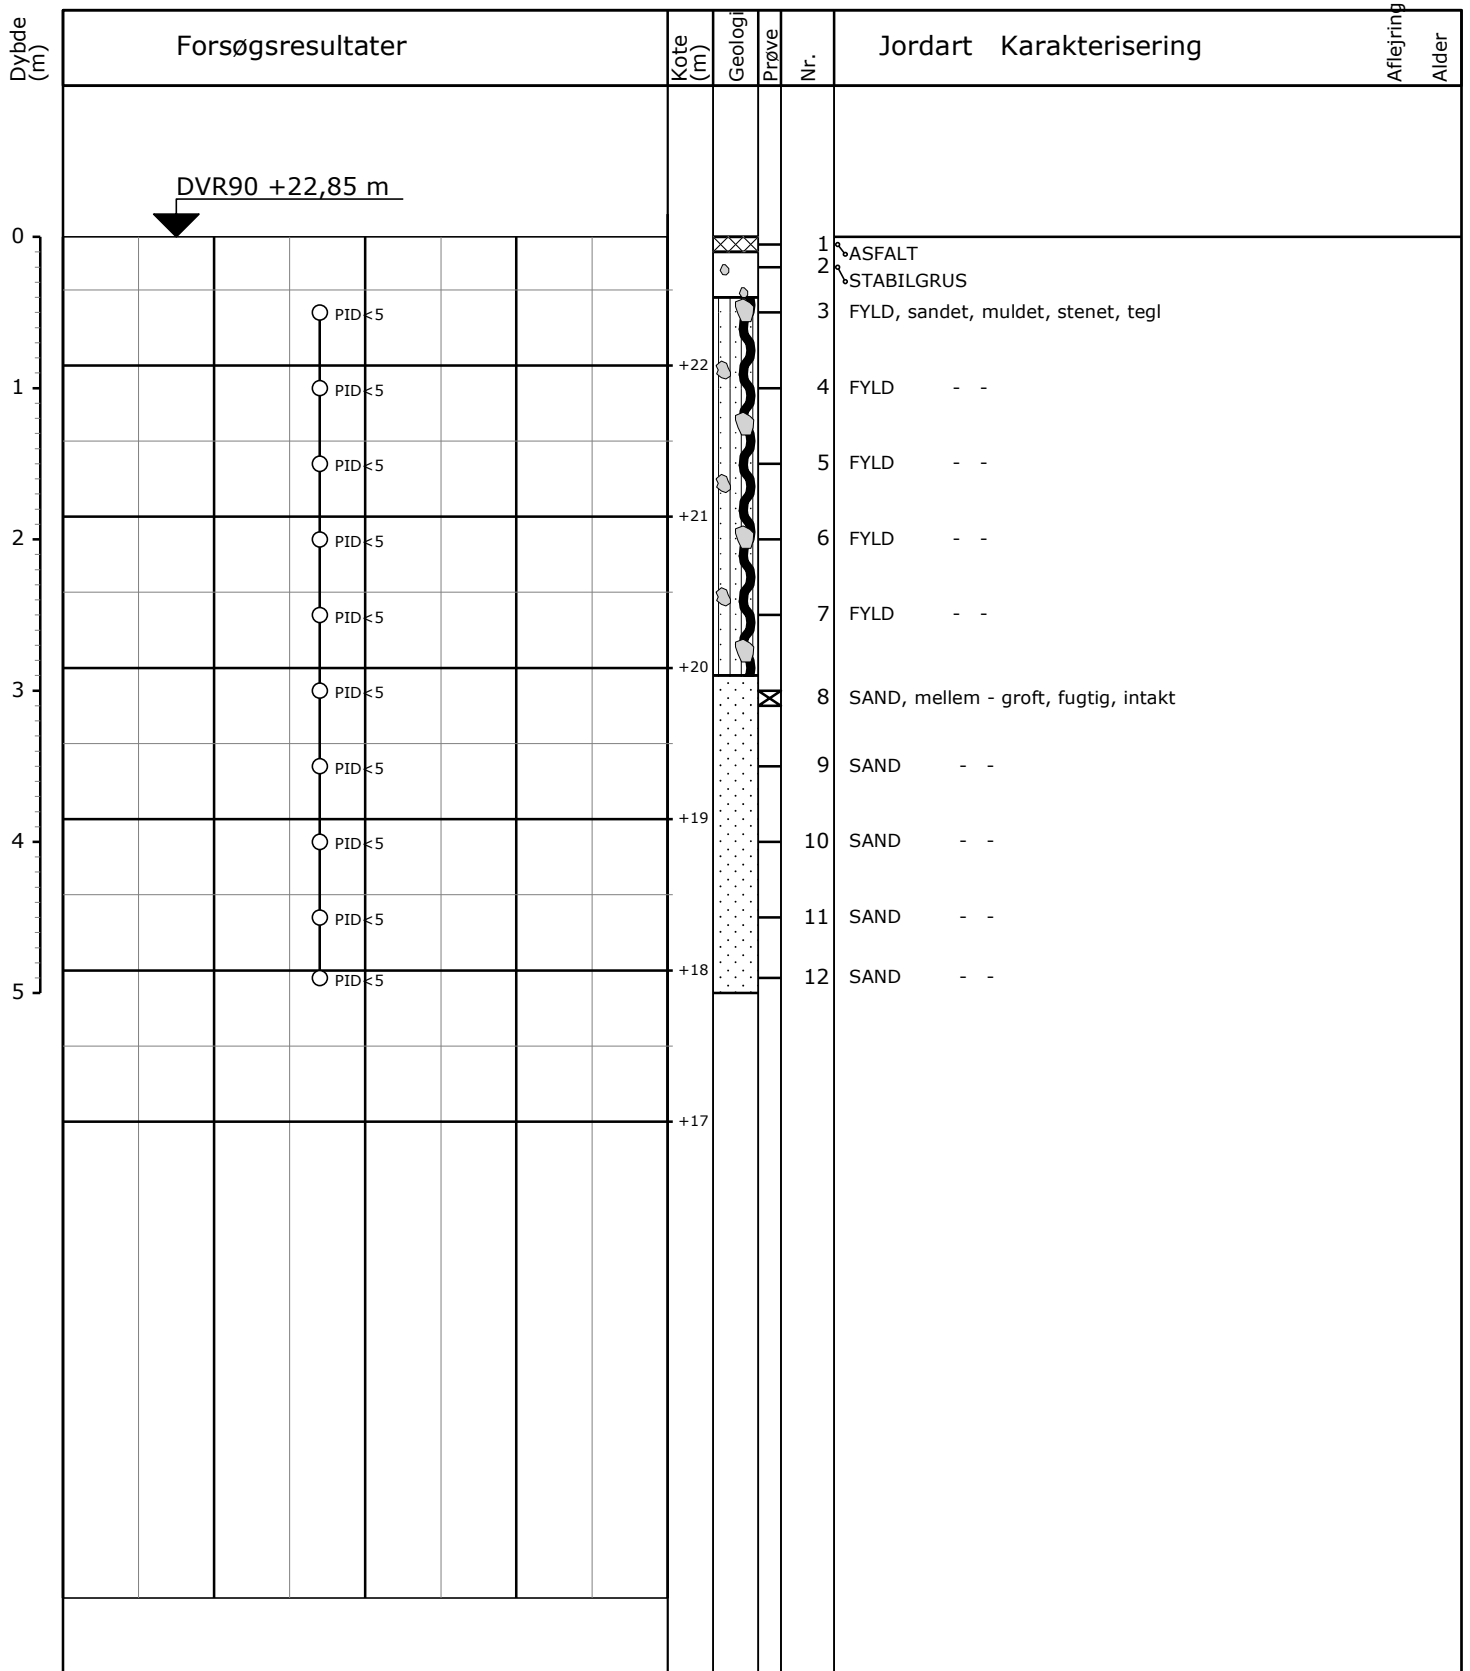 Dybde (m)
Forsøgsresultater
Kote (m)
Geologi
Prøve
Nr.
Jordart Karakterisering
Aflejring
Alder
DVR90 +22,85 m
0
1 ASFALT
2 STABILGRUS
PID<5
3 FYLD, sandet, muldet, stenet, tegl
+22
1 PID<5
4 FYLD - -
PID<5
5 FYLD - -
+21
2 PID<5
6 FYLD - -
PID<5
7 FYLD - -
+20
3 PID<5
8 SAND, mellem - groft, fugtig, intakt
PID<5
9 SAND - -
+19
4 PID<5
10 SAND - -
PID<5
11 SAND - -
+18
PID<5
12 SAND - -
5
+17